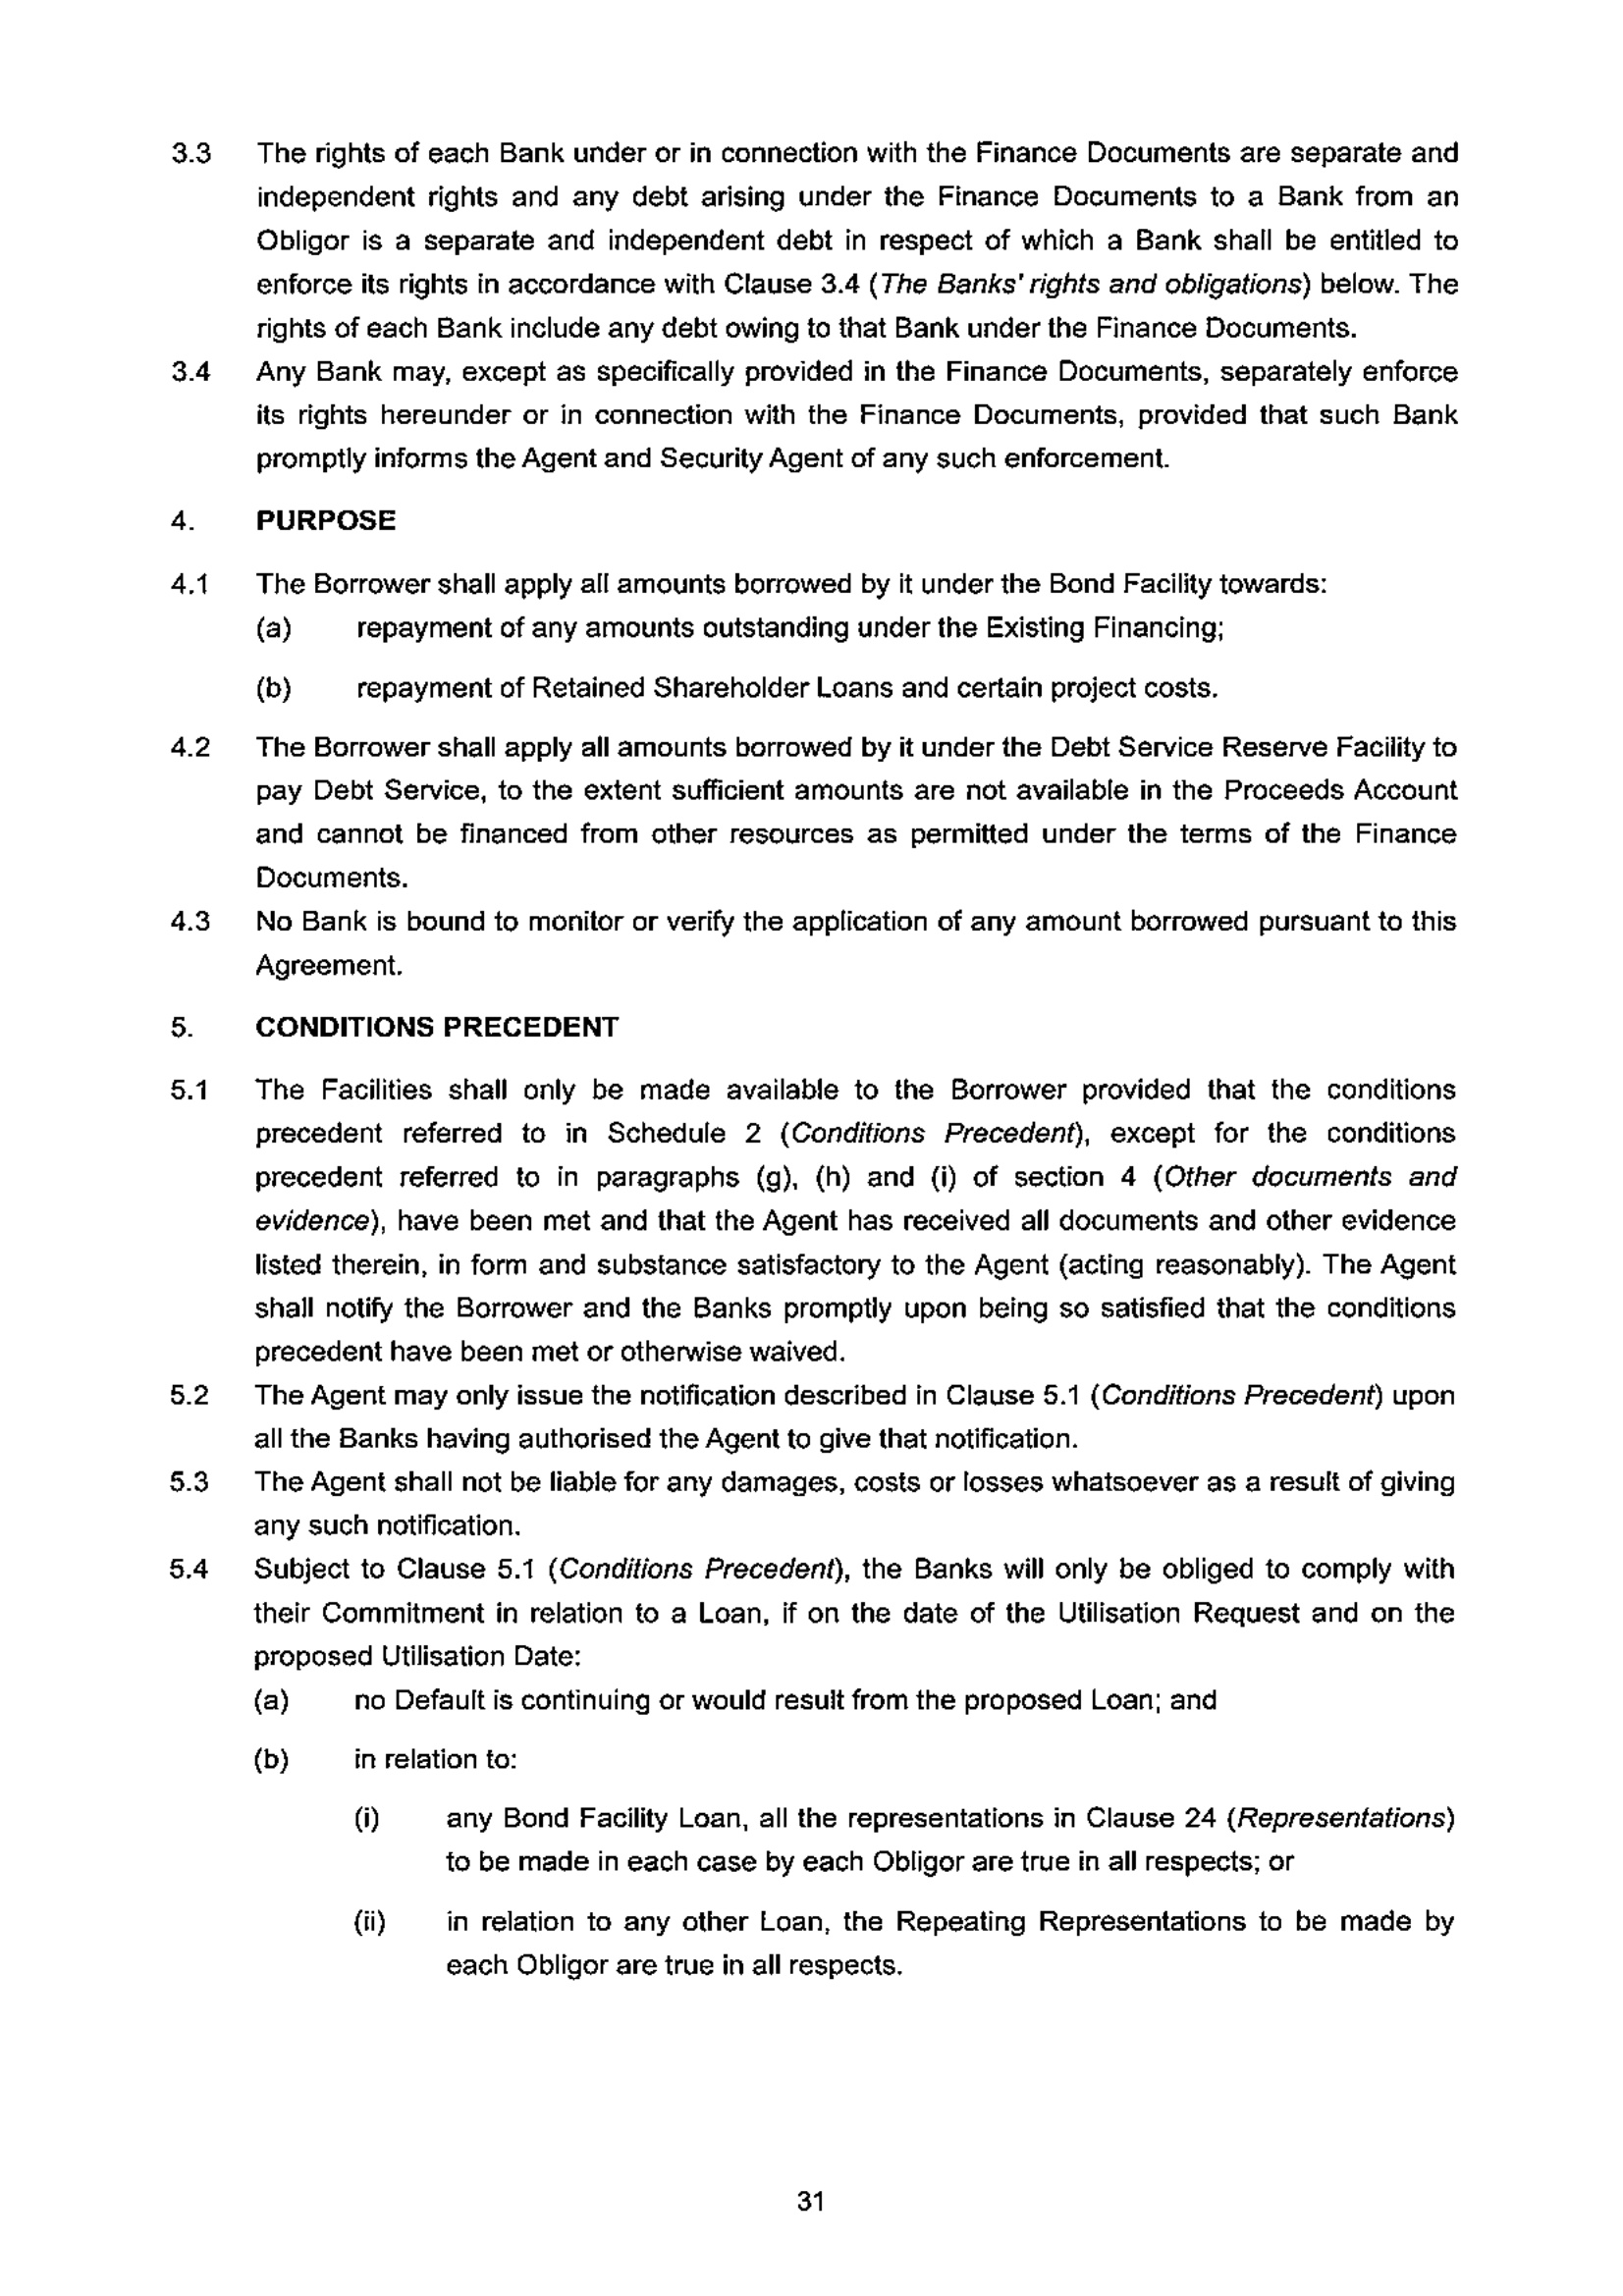 3.3 The rights of each Bank under or in connection with the Finance Documents are separate and
independent rights and any debt arising under the Finance Documents to a Bank from an
Obligor is a separate and independent debt in respect of which a Bank shall be entitled to
enforce its rights in accordance with Clause 3.4 (The Banks' rights and obligations) below. The
rights of each Bank include any debt owing to that Bank under the Finance Documents.
3.4 Any Bank may, except as specifically provided in the Finance Documents, separately enforce
its rights hereunder or in connection with the Finance Documents, provided that such Bank
promptly informs the Agent and Security Agent of any such enforcement.
4. PURPOSE
4.1 The Borrower shall apply all amounts borrowed by it under the Bond Facility towards:
(a) repayment of any amounts outstanding under the Existing Financing;
(b) repayment of Retained Shareholder Loans and certain project costs.
4.2 The Borrower shall apply all amounts borrowed by it under the Debt Service Reserve Facility to
pay Debt Service, to the extent sufficient amounts are not available in the Proceeds Account
and cannot be financed from other resources as permitted under the terms of the Finance
Documents.
4.3 No Bank is bound to monitor or verify the application of any amount borrowed pursuant to this
Agreement.
5. CONDITIONS PRECEDENT
5.1 The Facilities shall only be made available to the Borrower provided that the conditions
precedent referred to in Schedule 2 (Conditions Precedent), except for the conditions
precedent referred to in paragraphs (g), (h) and (i) of section 4 (Other documents and
evidence), have been met and that the Agent has received all documents and other evidence
listed therein, in form and substance satisfactory to the Agent (acting reasonably). The Agent
shall notify the Borrower and the Banks promptly upon being so satisfied that the conditions
precedent have been met or otherwise waived.
5.2 The Agent may only issue the notification described in Clause 5.1 (Conditions Precedent) upon
all the Banks having authorised the Agent to give that notification.
5.3 The Agent shall not be liable for any damages, costs or losses whatsoever as a result of giving
any such notification.
5.4 Subject to Clause 5.1 (Conditions Precedent), the Banks will only be obliged to comply with
their Commitment in relation to a Loan, if on the date of the Utilisation Request and on the
proposed Utilisation Date:
(a) no Default is continuing or would result from the proposed Loan; and
(b) in relation to:
(i) any Bond Facility Loan, all the representations in Clause 24 (Representations)
to be made in each case by each Obligor are true in all respects; or
(ii) in relation to any other Loan, the Repeating Representations to be made by
each Obligor are true in all respects.
31